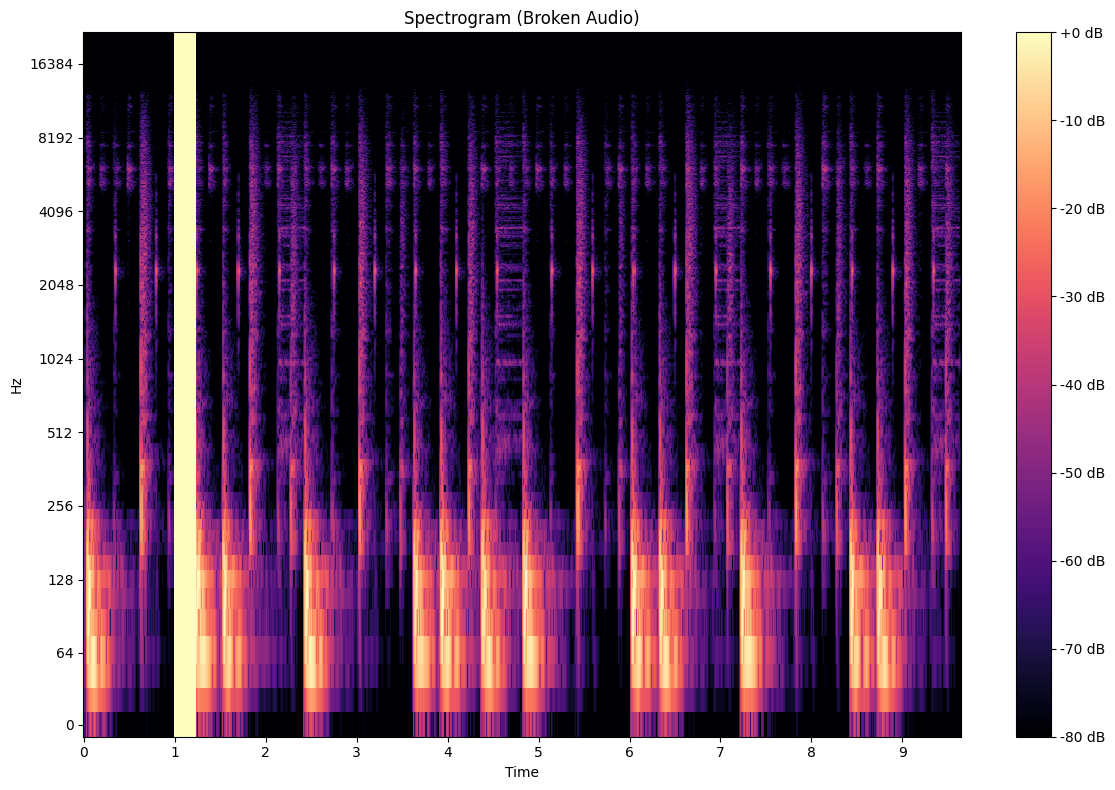 Spectrogram (Broken Audio)
16384
8192
4096
2048
1024
512
256
128
64
0
Hz
0 1 2 3 4 5 6 7 8 9
Time
+0 dB
-10 dB
-20 dB
-30 dB
-40 dB
-50 dB
-60 dB
-70 dB
-80 dB